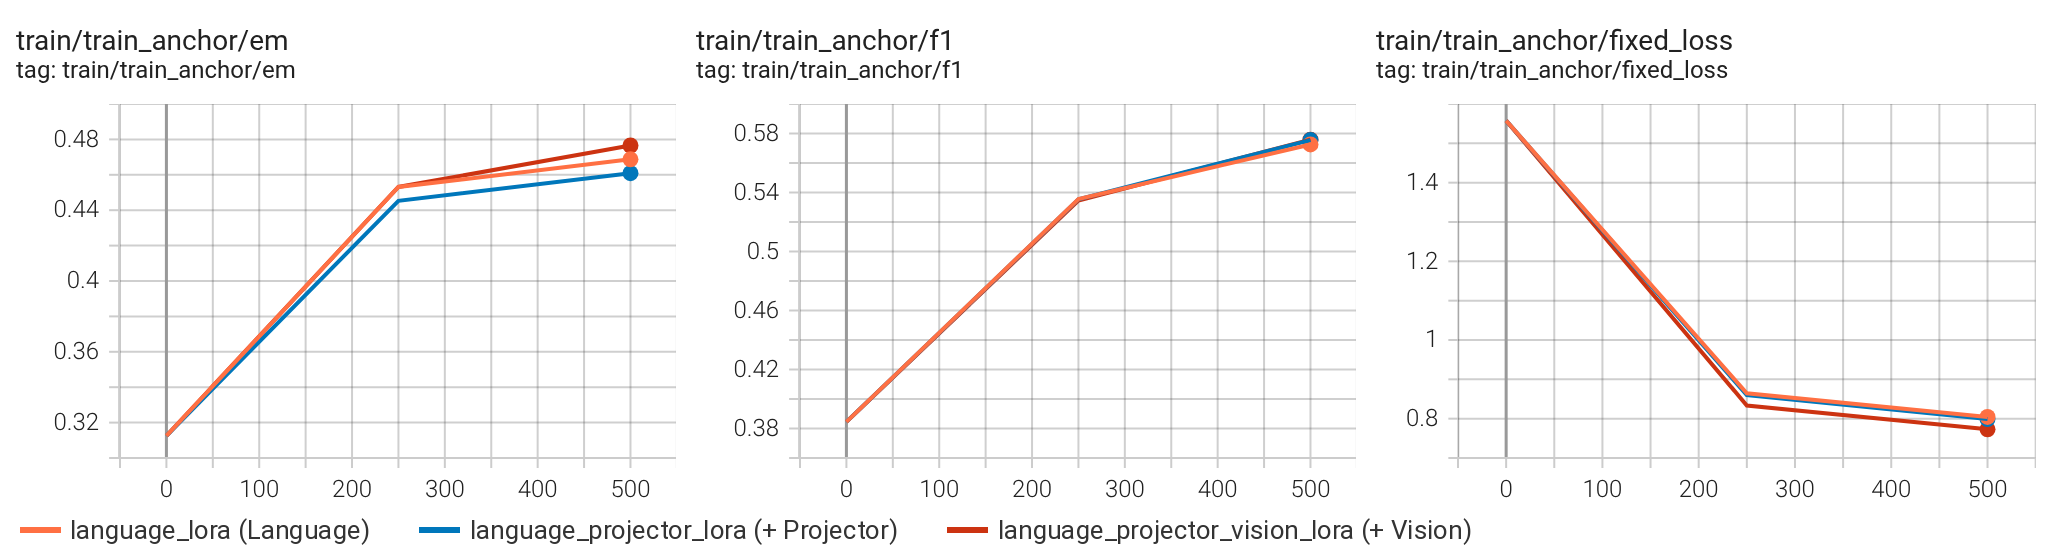 train/train_anchor/em
tag: train/train_anchor/em
0.48
0.44
0.4
0.36
0.32
0 100 200 300 400 500
train/train_anchor/f1
tag: train/train_anchor/f1
0.58
0.54
0.5
0.46
0.42
0.38
0 100 200 300 400 500
train/train_anchor/fixed_loss
tag: train/train_anchor/fixed_loss
1.4
1.2
1
0.8
0 100 200 300 400 500
language_lora (Language) language_projector_lora (+ Projector) language_projector_vision_lora (+ Vision)